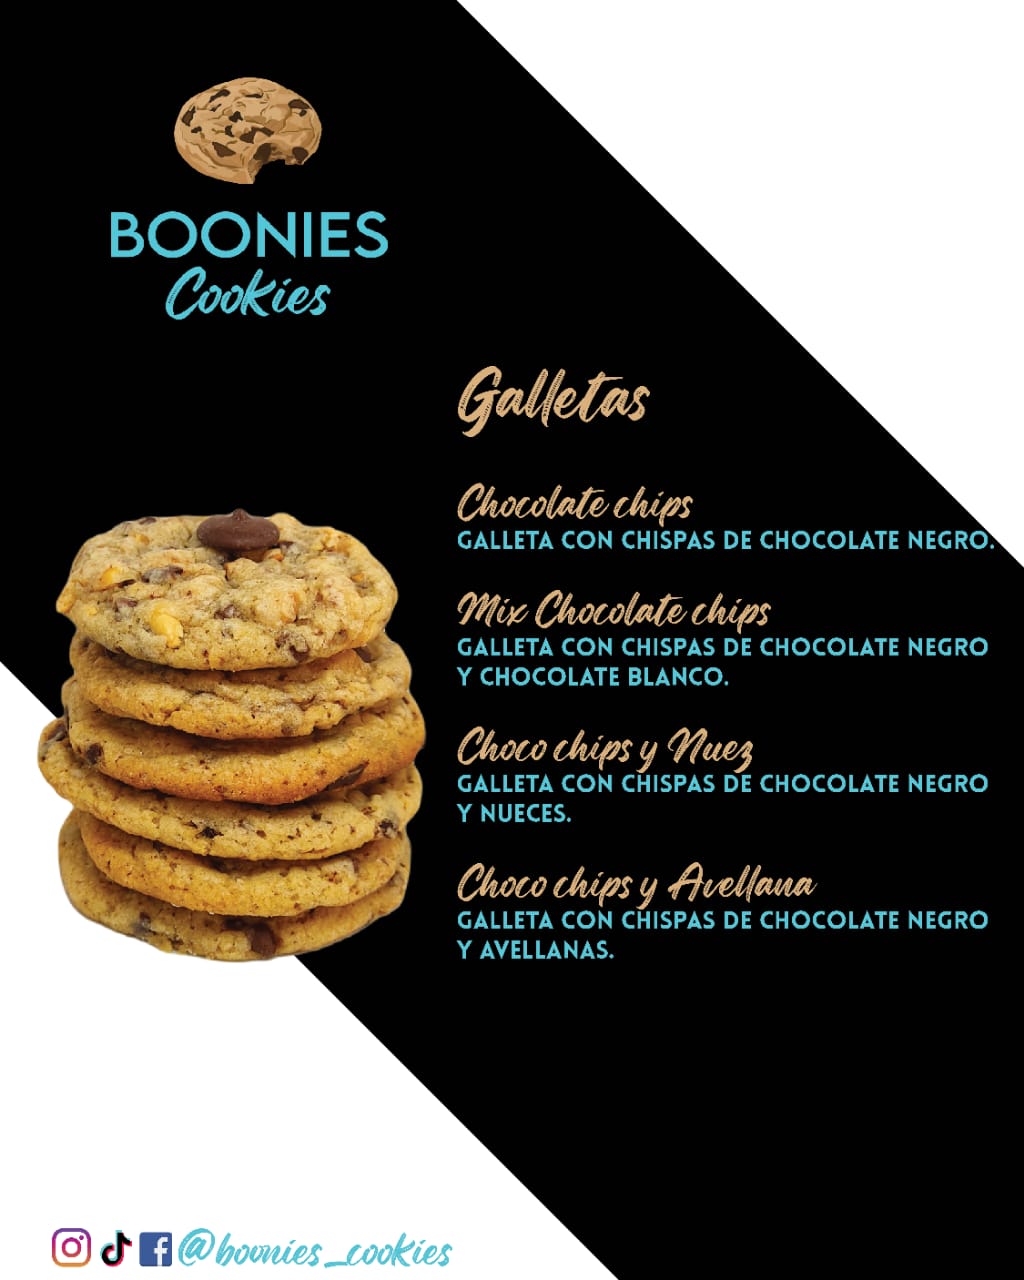 BOONIES
Cookies
Galletas
Chocolate chips
GALLETA CON CHISPAS DE CHOCOLATE NEGRO.
Mix Chocolate chips
GALLETA CON CHISPAS DE CHOCOLATE NEGRO
Y CHOCOLATE BLANCO.
Choco chips y Nuez
GALLETA CON CHISPAS DE CHOCOLATE NEGRO
Y NUECES.
Choco chips y Avellana
GALLETA CON CHISPAS DE CHOCOLATE NEGRO
Y AVELLANAS.
@boonies_cookies